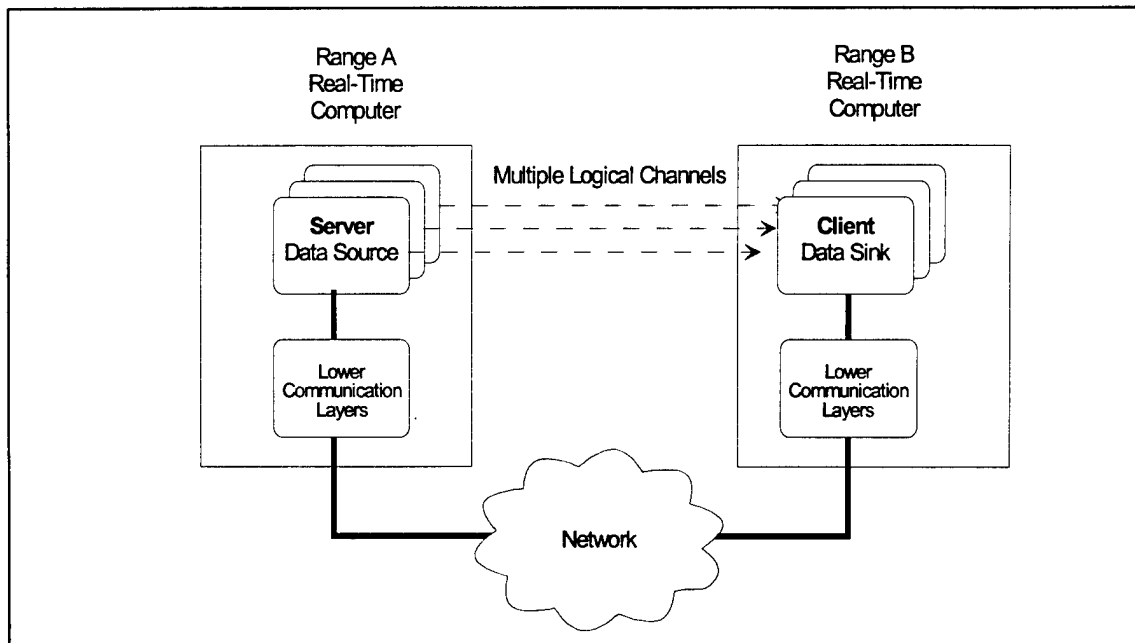 Range A
Real-Time
Computer
Range B
Real-Time
Computer
Multiple Logical Channels
Server
Data Source
Client
Data Sink
Lower
Communication
Layers
Lower
Communication
Layers
Network